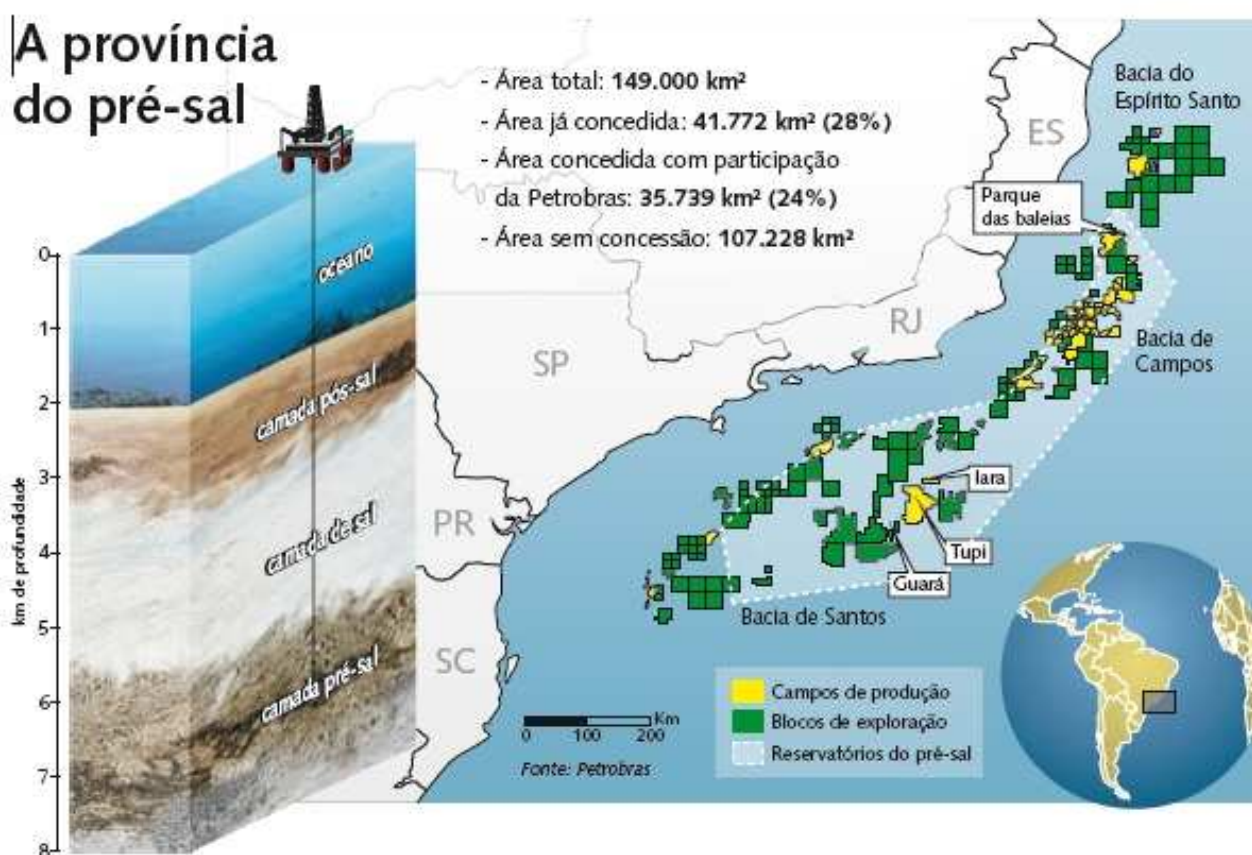 A província
do pré-sal
- Área total: 149.000 km²
- Área já concedida: 41.772 km² (28%)
- Área concedida com participação
da Petrobras: 35.739 km² (24%)
- Área sem concessão: 107.228 km²
Bacia do
Espírito Santo
ES
Parque
das baleias
RJ
Bacia de
Campos
SP
Iara
Tupi
Guará
PR
Bacia de Santos
SC
0
1
2
3
4
5
6
7
8
km de profundidade
oceano
camada pós-sal
camada de sal
camada pré-sal
Km
0 100 200
Fonte: Petrobras
Campos de produção
Blocos de exploração
Reservatórios do pré-sal